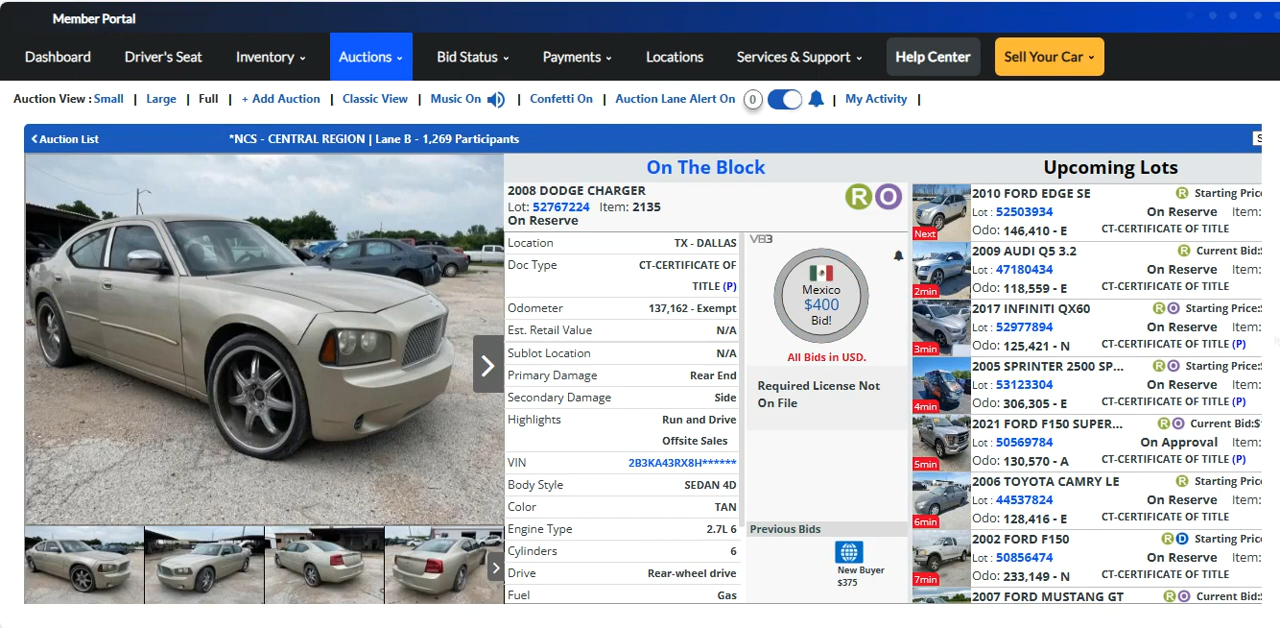 Member Portal
Dashboard Driver's Seat Inventory Auctions Bid Status Payments Locations Services & Support Help Center Sell Your Car
Auction View : Small | Large | Full | + Add Auction | Classic View | Music On | Confetti On | Auction Lane Alert On 0 | My Activity |
Auction List *NCS - CENTRAL REGION | Lane B - 1,269 Participants
On The Block
2008 DODGE CHARGER R O
Lot: 52767224 Item: 2135
On Reserve
Location TX - DALLAS
Doc Type CT-CERTIFICATE OF
TITLE (P)
Odometer 137,162 - Exempt
Est. Retail Value N/A
Sublot Location N/A
Primary Damage Rear End
Secondary Damage Side
Highlights Run and Drive
Offsite Sales
VIN 2B3KA43RX8H******
Body Style SEDAN 4D
Color TAN
Engine Type 2.7L 6
Cylinders 6
Drive Rear-wheel drive
Fuel Gas
VB3
Mexico
$400
Bid!
All Bids in USD.
Required License Not
On File
Previous Bids
New Buyer
$375
Upcoming Lots
2010 FORD EDGE SE R Starting Price
Lot : 52503934 On Reserve Item:
Next Odo: 146,410 - E CT-CERTIFICATE OF TITLE
2009 AUDI Q5 3.2 R Current Bid:
Lot : 47180434 On Reserve Item:
2min Odo: 118,559 - E CT-CERTIFICATE OF TITLE
2017 INFINITI QX60 R O Starting Price:
Lot : 52977894 On Reserve Item:
3min Odo: 125,421 - N CT-CERTIFICATE OF TITLE (P)
2005 SPRINTER 2500 SP... R O Starting Price:
Lot : 53123304 On Reserve Item:
4min Odo: 306,305 - E CT-CERTIFICATE OF TITLE (P)
2021 FORD F150 SUPER... R O Current Bid:$
Lot : 50569784 On Approval Item:
5min Odo: 130,570 - A CT-CERTIFICATE OF TITLE (P)
2006 TOYOTA CAMRY LE R Starting Price
Lot : 44537824 On Reserve Item:
6min Odo: 128,416 - E CT-CERTIFICATE OF TITLE
2002 FORD F150 R D Starting Price
Lot : 50856474 On Reserve Item:
7min Odo: 233,149 - N CT-CERTIFICATE OF TITLE
2007 FORD MUSTANG GT R O Current Bid: